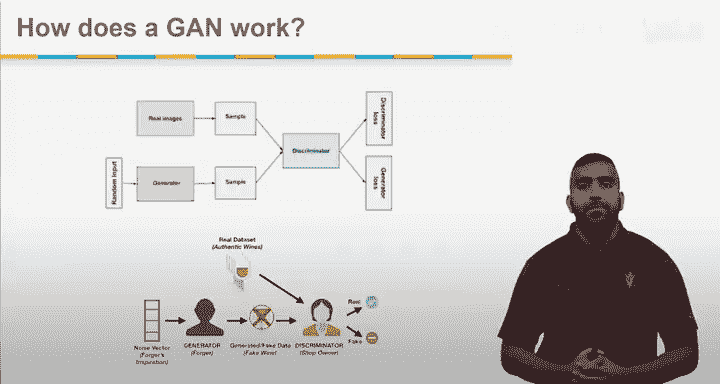 How does a GAN work?
Real images
Sample
Discriminator
loss
Discriminator
Random input
Generator
Sample
Generator
loss
Real Dataset
(Authentic Wines)
Real
Fake
Noise Vector
(Forger's
Inspiration)
GENERATOR
(Forger)
Generated/Fake Data
(Fake Wine)
DISCRIMINATOR
(Shop Owner)